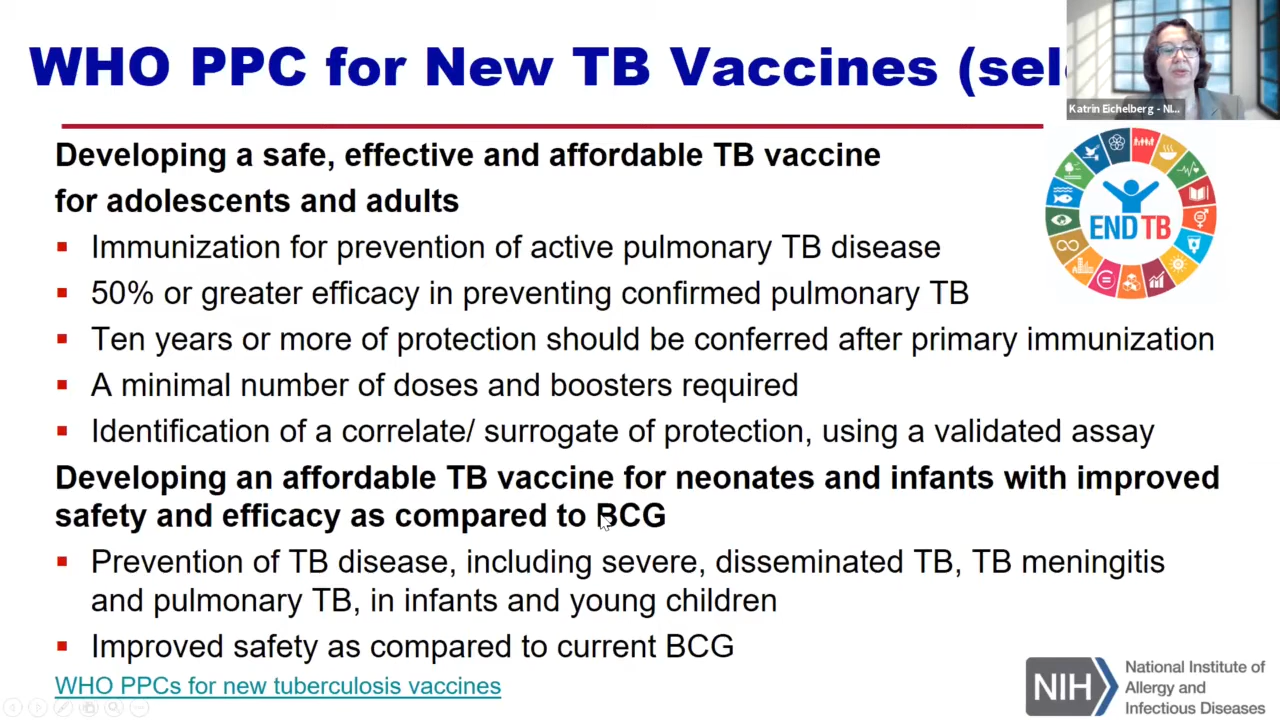 WHO PPC for New TB Vaccines (sel
Katrin Eichelberg - NI...
Developing a safe, effective and affordable TB vaccine
for adolescents and adults
▪ Immunization for prevention of active pulmonary TB disease
▪ 50% or greater efficacy in preventing confirmed pulmonary TB
▪ Ten years or more of protection should be conferred after primary immunization
▪ A minimal number of doses and boosters required
▪ Identification of a correlate/ surrogate of protection, using a validated assay
END TB
Developing an affordable TB vaccine for neonates and infants with improved
safety and efficacy as compared to BCG
▪ Prevention of TB disease, including severe, disseminated TB, TB meningitis
and pulmonary TB, in infants and young children
▪ Improved safety as compared to current BCG
WHO PPCs for new tuberculosis vaccines
NIH
National Institute of
Allergy and
Infectious Diseases